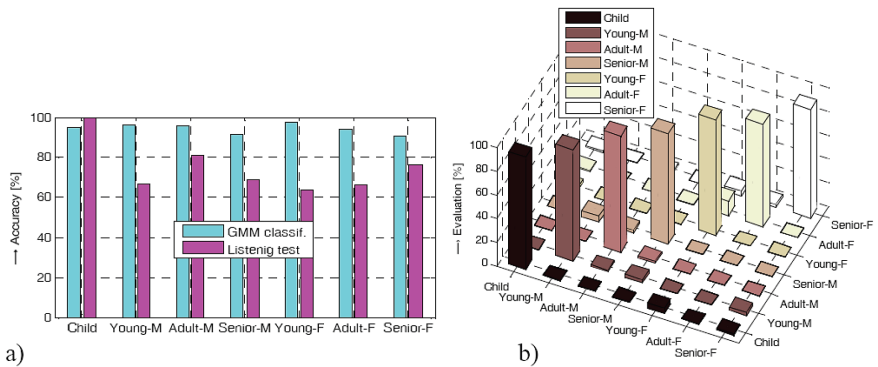 100
80
60
40
20
0
→ Accuracy [%]
GMM classif.
Listenig test
Child Young-M Adult-M Senior-M Young-F Adult-F Senior-F
a)
Child
Young-M
Adult-M
Senior-M
Young-F
Adult-F
Senior-F
100
80
60
40
20
0
→ Evaluation [%]
Child
Young-M
Adult-M
Senior-M
Young-F
Adult-F
Senior-F
Senior-F
Adult-F
Young-F
Senior-M
Adult-M
Young-M
Child
b)